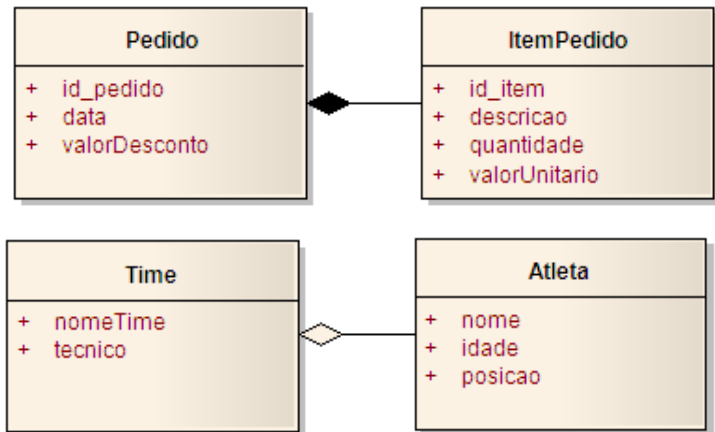 Pedido
+ id_pedido
+ data
+ valorDesconto
ItemPedido
+ id_item
+ descricao
+ quantidade
+ valorUnitario
Time
+ nomeTime
+ tecnico
Atleta
+ nome
+ idade
+ posicao